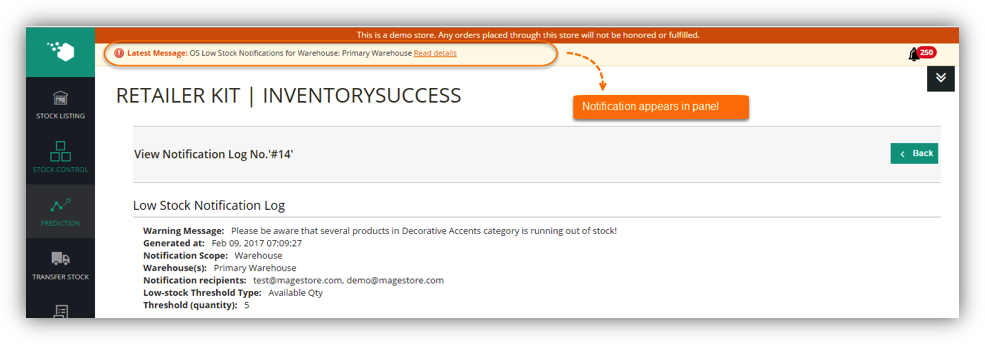 This is a demo store. Any orders placed through this store will not be honored or fulfilled.
Latest Message: OS Low Stock Notifications for Warehouse: Primary Warehouse Read details
250
STOCK LISTING
STOCK CONTROL
PREDICTION
TRANSFER STOCK
RETAILER KIT | INVENTORYSUCCESS
Notification appears in panel
View Notification Log No.'#14'
Back
Low Stock Notification Log
Warning Message: Please be aware that several products in Decorative Accents category is running out of stock!
Generated at: Feb 09, 2017 07:09:27
Notification Scope: Warehouse
Warehouse(s): Primary Warehouse
Notification recipients: test@magestore.com, demo@magestore.com
Low-stock Threshold Type: Available Qty
Threshold (quantity): 5